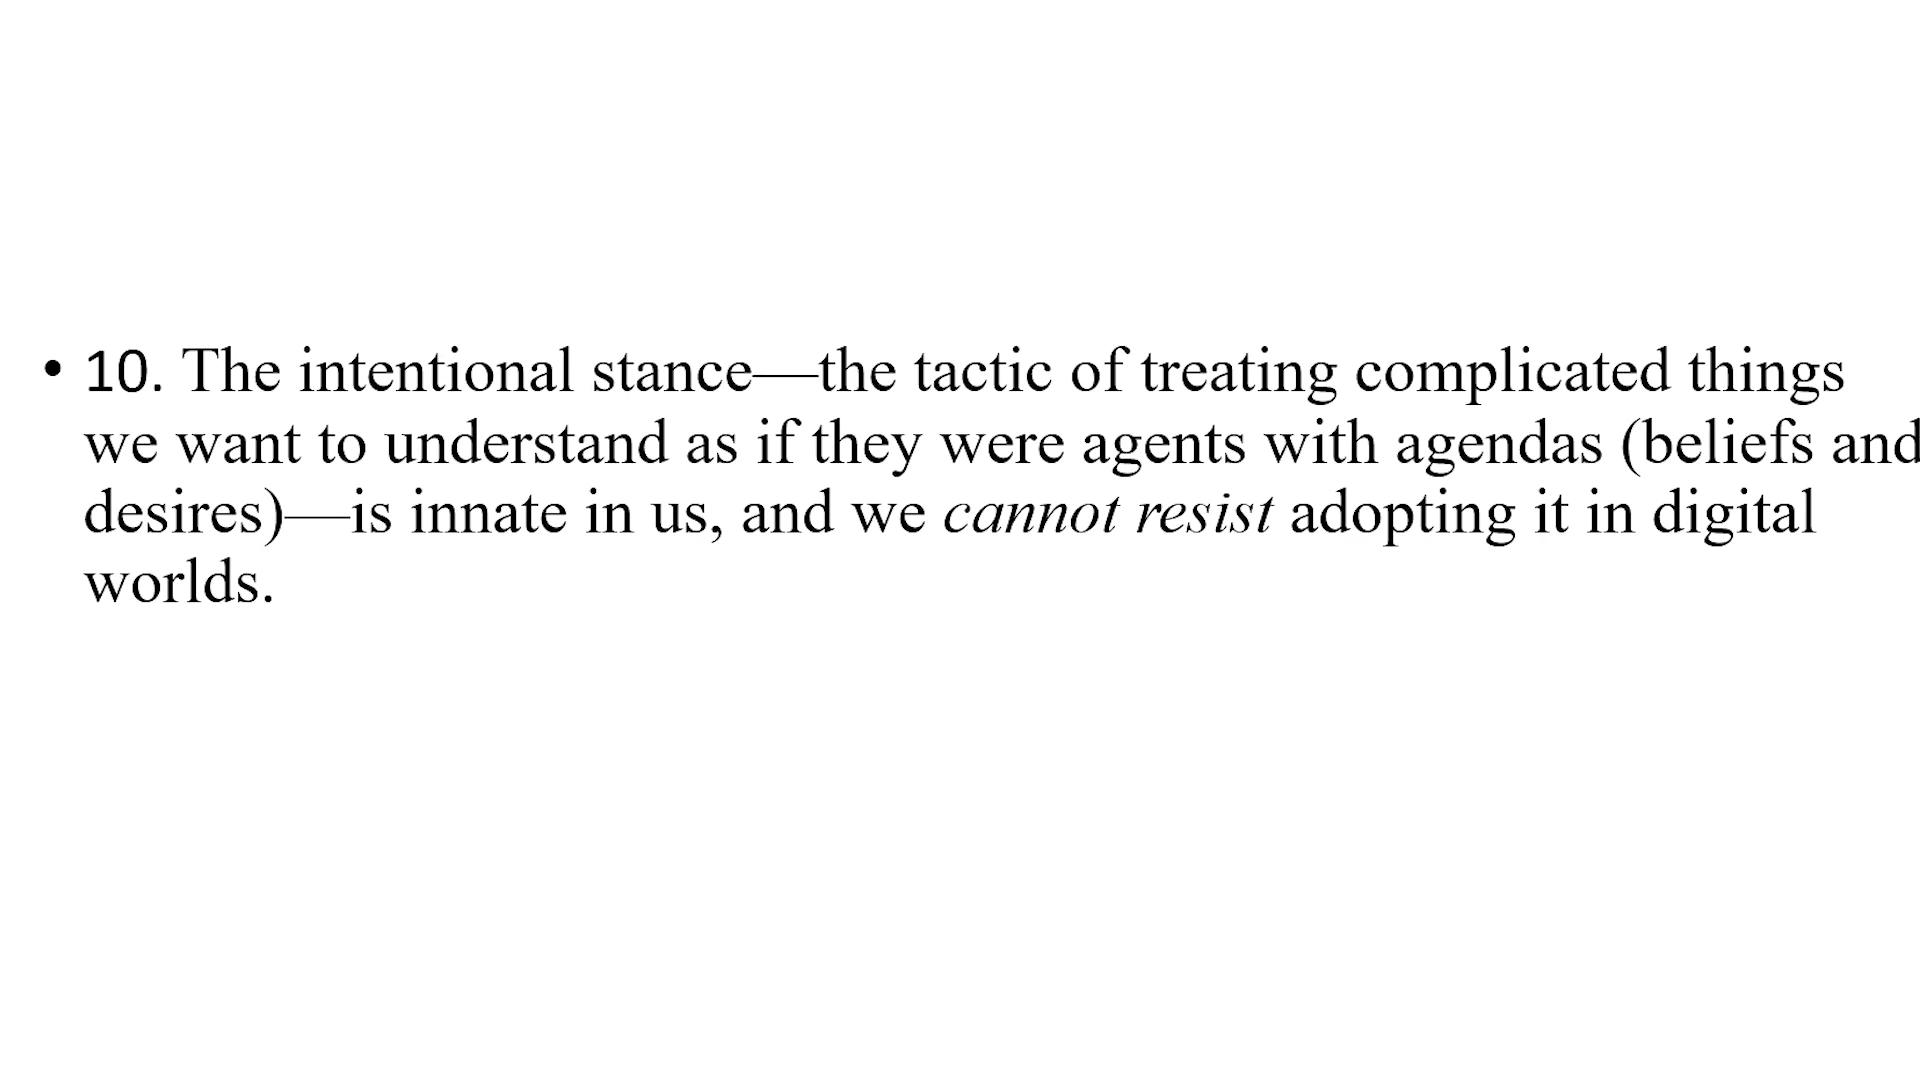 • 10. The intentional stance—the tactic of treating complicated things
we want to understand as if they were agents with agendas (beliefs and
desires)—is innate in us, and we cannot resist adopting it in digital
worlds.